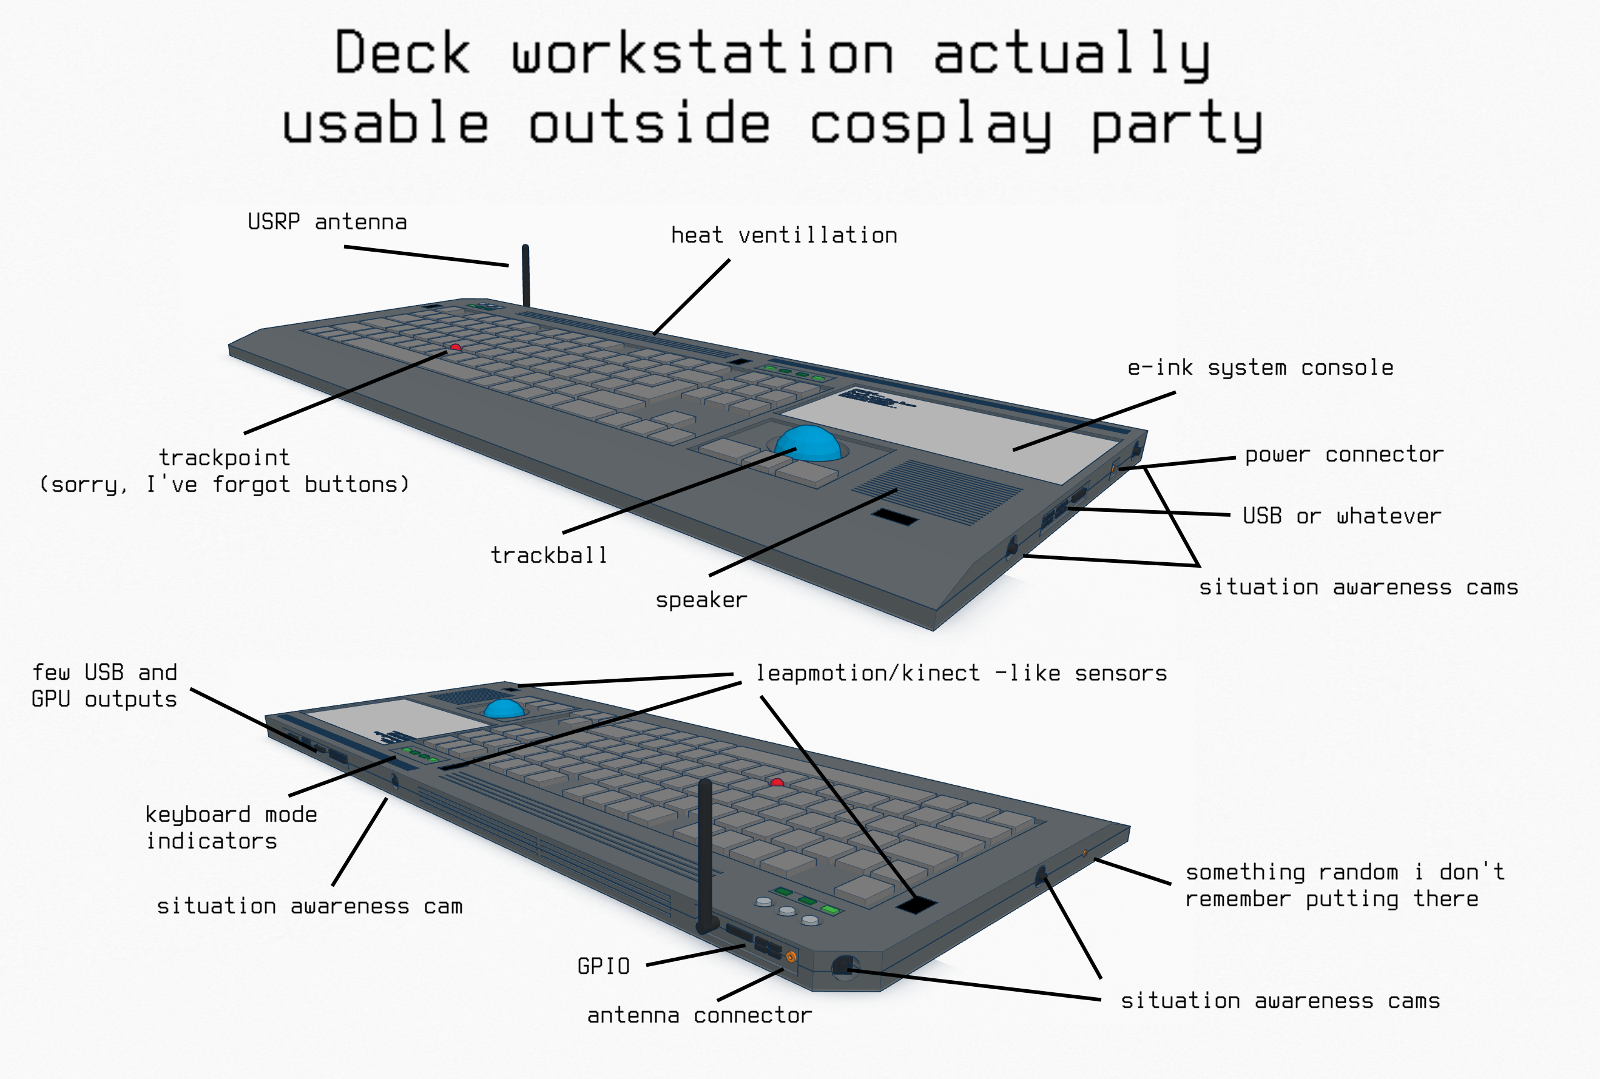 Deck workstation actually
usable outside cosplay party
USRP antenna
heat ventillation
e-ink system console
trackpoint
(sorry, I've forgot buttons)
power connector
USB or whatever
trackball
situation awareness cams
speaker
few USB and
GPU outputs
leapmotion/kinect -like sensors
keyboard mode
indicators
situation awareness cam
something random i don't
remember putting there
GPIO
antenna connector
situation awareness cams